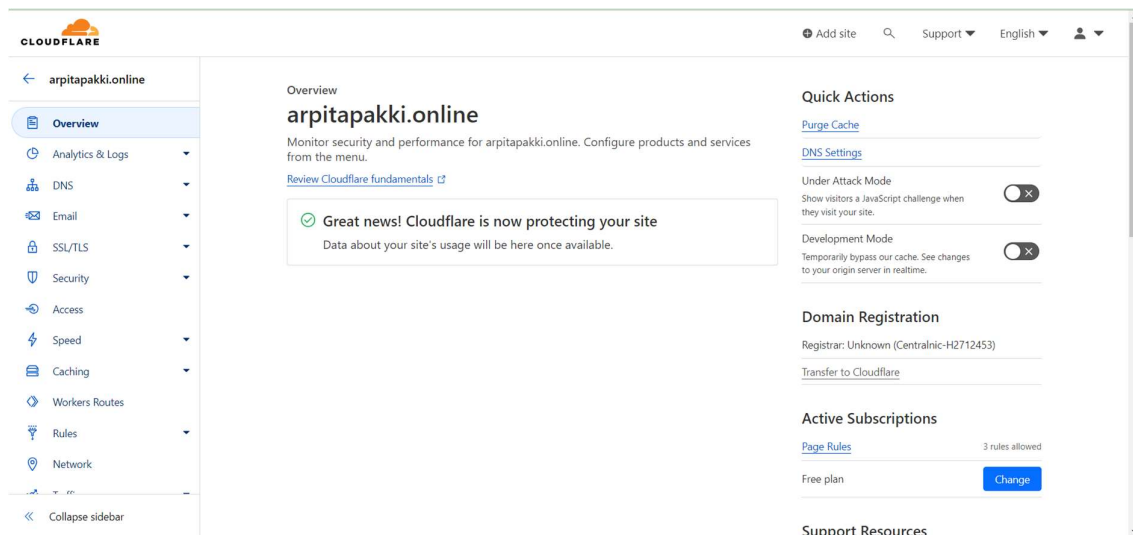 CLOUDFLARE
Add site
Support
English
arpitapakki.online
Overview
Analytics & Logs
DNS
Email
SSL/TLS
Security
Access
Speed
Caching
Workers Routes
Rules
Network
Collapse sidebar
Overview
arpitapakki.online
Monitor security and performance for arpitapakki.online. Configure products and services
from the menu.
Review Cloudflare fundamentals
Great news! Cloudflare is now protecting your site
Data about your site's usage will be here once available.
Quick Actions
Purge Cache
DNS Settings
Under Attack Mode
Show visitors a JavaScript challenge when
they visit your site.
Development Mode
Temporarily bypass our cache. See changes
to your origin server in realtime.
Domain Registration
Registrar: Unknown (Centralnic-H2712453)
Transfer to Cloudflare
Active Subscriptions
Page Rules
3 rules allowed
Free plan
Change
Support Resources